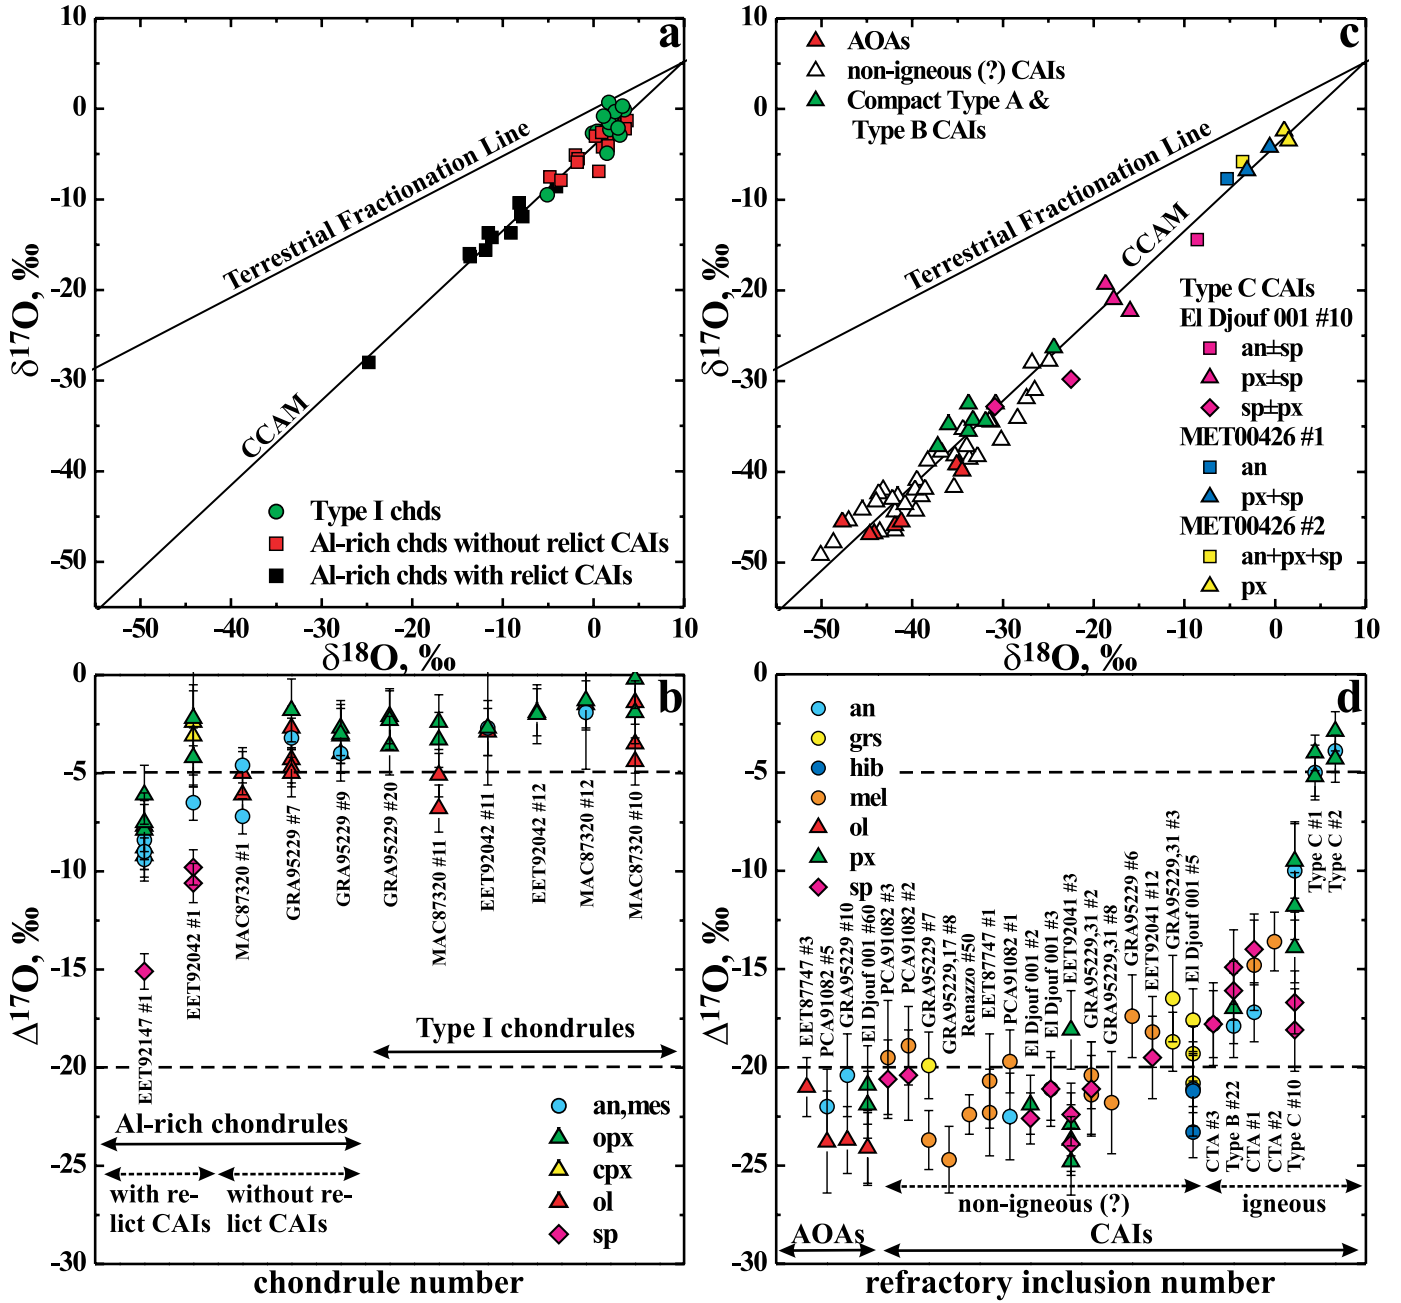 a
10
0
-10
-20
-30
-40
-50
δ¹⁷O, ‰
Terrestrial Fractionation Line
CCAM
Type I chds
Al-rich chds without relict CAIs
Al-rich chds with relict CAIs
-50 -40 -30 -20 -10 0 10
δ¹⁸O, ‰
c
10
0
-10
-20
-30
-40
-50
δ¹⁷O, ‰
AOAs
non-igneous (?) CAIs
Compact Type A &
Type B CAIs
Terrestrial Fractionation Line
CCAM
Type C CAIs
El Djouf 001 #10
an±sp
px±sp
sp±px
MET00426 #1
an
px+sp
MET00426 #2
an+px+sp
px
-50 -40 -30 -20 -10 0 10
δ¹⁸O, ‰
b
0
-5
-10
-15
-20
-25
-30
Δ¹⁷O, ‰
EET92147 #1
EET92042 #1
MAC87320 #1
GRA95229 #7
GRA95229 #9
GRA95229 #20
MAC87320 #11
EET92042 #11
EET92042 #12
MAC87320 #12
MAC87320 #10
Type I chondrules
Al-rich chondrules
with re-
lict CAIs
without re-
lict CAIs
an,mes
opx
cpx
ol
sp
chondrule number
d
0
-5
-10
-15
-20
-25
-30
Δ¹⁷O, ‰
an
grs
hib
mel
ol
px
sp
EET87747 #3
PCA91082 #5
GRA95229 #10
El Djouf 001 #60
PCA91082 #3
PCA91082 #2
GRA95229 #7
GRA95229,17 #8
Renazzo #50
EET87747 #1
PCA91082 #1
El Djouf 001 #2
El Djouf 001 #3
EET92041 #3
GRA95229,31 #2
GRA95229,31 #8
GRA95229 #6
EET92041 #12
GRA95229,31 #3
El Djouf 001 #5
CTA #3
Type B #22
CTA #1
CTA #2
Type C #10
Type C #1
Type C #2
non-igneous (?)
igneous
AOAs
CAIs
refractory inclusion number